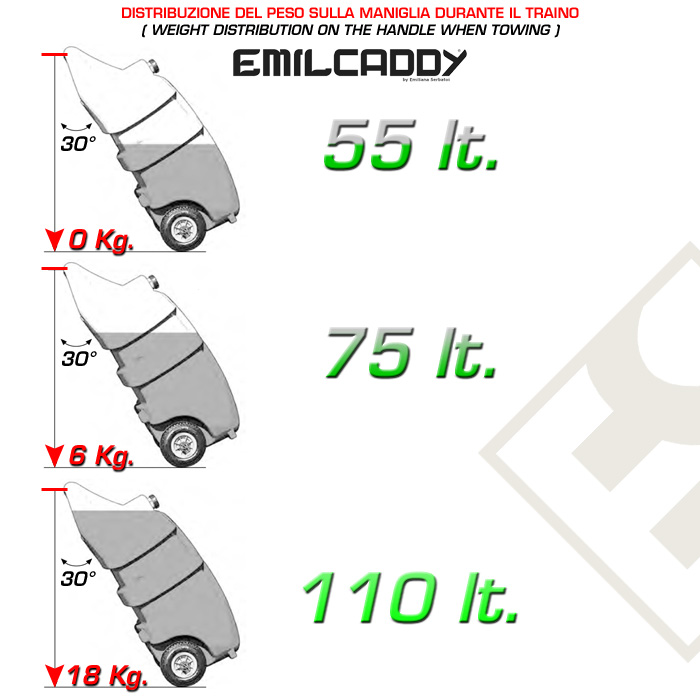 DISTRIBUZIONE DEL PESO SULLA MANIGLIA DURANTE IL TRAINO
( WEIGHT DISTRIBUTION ON THE HANDLE WHEN TOWING )
EMILCADDY®
by Emiliana Serbatoi
30°
55 lt.
0 Kg.
30°
75 lt.
6 Kg.
30°
110 lt.
18 Kg.